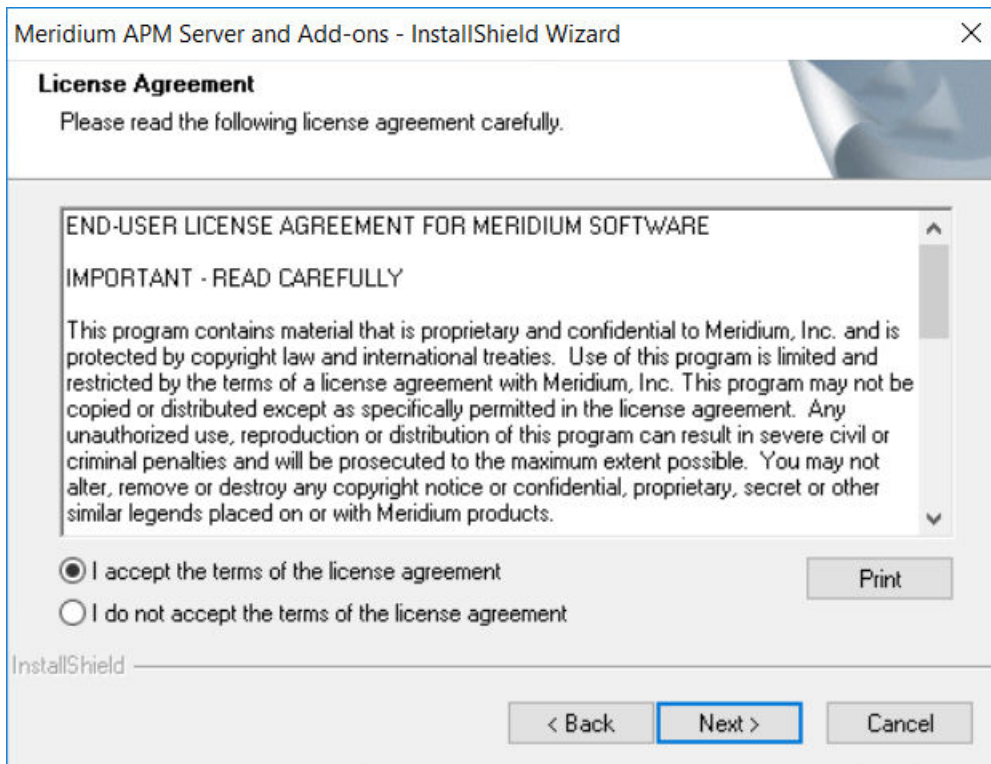 Meridium APM Server and Add-ons - InstallShield Wizard
License Agreement
Please read the following license agreement carefully.
END-USER LICENSE AGREEMENT FOR MERIDIUM SOFTWARE
IMPORTANT - READ CAREFULLY
This program contains material that is proprietary and confidential to Meridium, Inc. and is
protected by copyright law and international treaties.  Use of this program is limited and
restricted by the terms of a license agreement with Meridium, Inc. This program may not be
copied or distributed except as specifically permitted in the license agreement.  Any
unauthorized use, reproduction or distribution of this program can result in severe civil or
criminal penalties and will be prosecuted to the maximum extent possible.  You may not
alter, remove or destroy any copyright notice or confidential, proprietary, secret or other
similar legends placed on or with Meridium products.
I accept the terms of the license agreement
Print
I do not accept the terms of the license agreement
InstallShield
< Back
Next >
Cancel